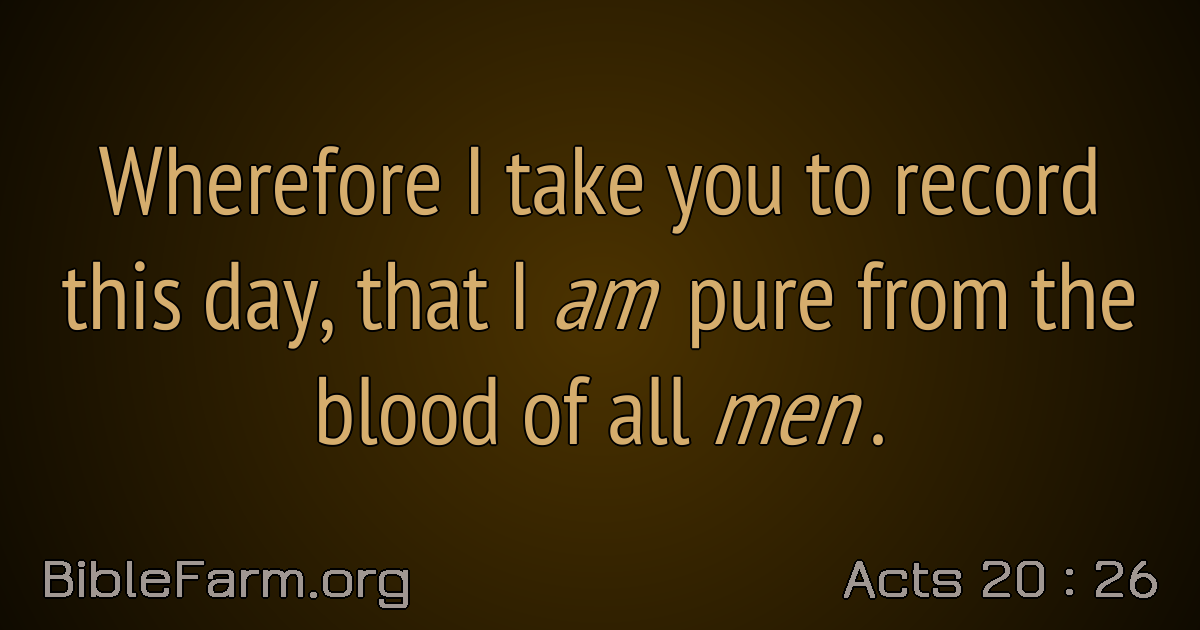 Wherefore I take you to record
this day, that I am pure from the
blood of all men.
BibleFarm.org
Acts 20 : 26